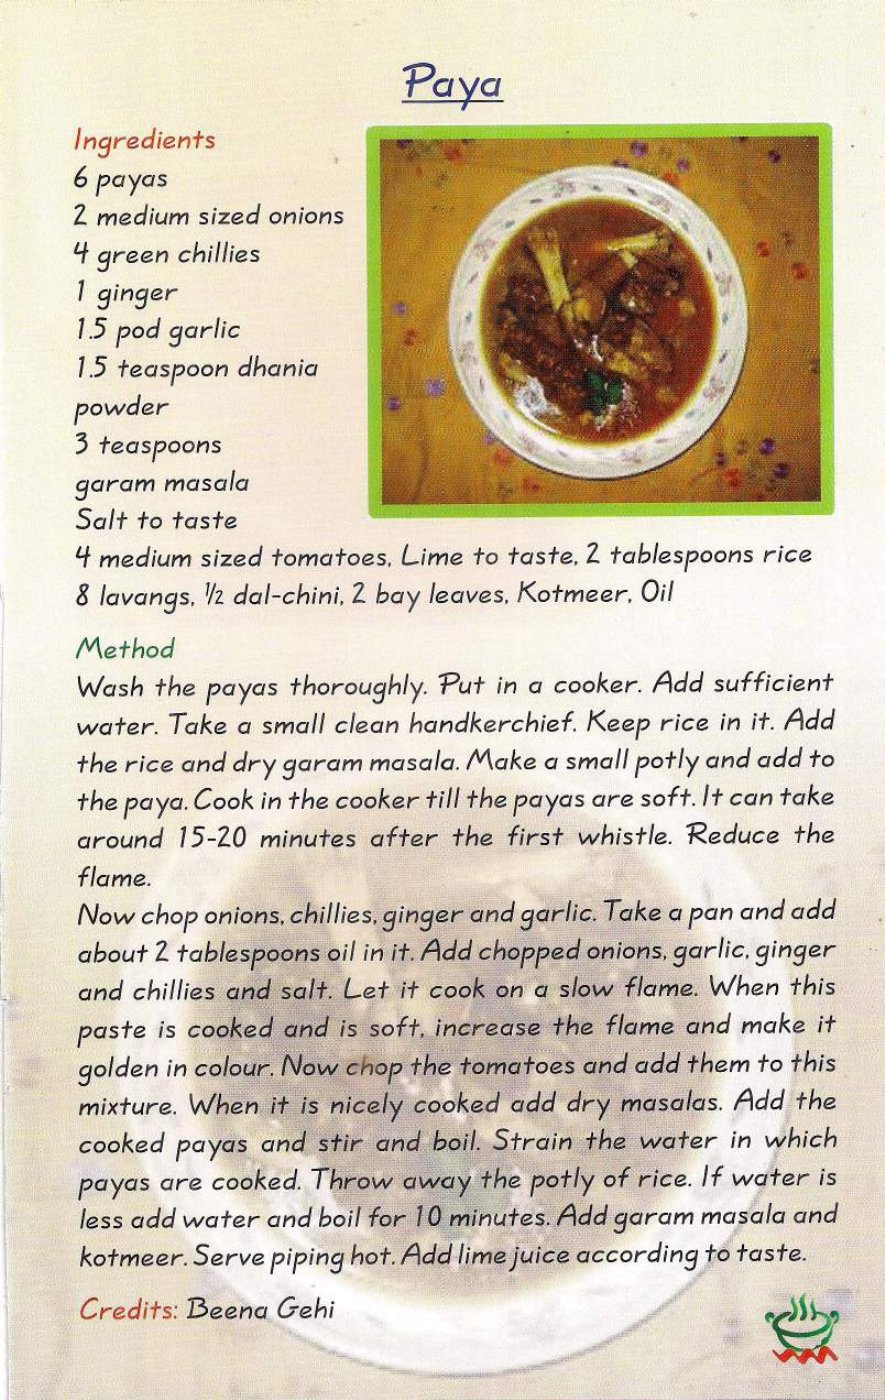 Paya
Ingredients
6 payas
2 medium sized onions
4 green chillies
1 ginger
1.5 pod garlic
1.5 teaspoon dhania
powder
3 teaspoons
garam masala
Salt to taste
4 medium sized tomatoes, Lime to taste, 2 tablespoons rice
8 lavangs, 1/2 dal-chini, 2 bay leaves, Kotmeer, Oil
Method
Wash the payas thoroughly. Put in a cooker. Add sufficient
water. Take a small clean handkerchief. Keep rice in it. Add
the rice and dry garam masala. Make a small potly and add to
the paya. Cook in the cooker till the payas are soft. It can take
around 15-20 minutes after the first whistle. Reduce the
flame.
Now chop onions, chillies, ginger and garlic. Take a pan and add
about 2 tablespoons oil in it. Add chopped onions, garlic, ginger
and chillies and salt. Let it cook on a slow flame. When this
paste is cooked and is soft, increase the flame and make it
golden in colour. Now chop the tomatoes and add them to this
mixture. When it is nicely cooked add dry masalas. Add the
cooked payas and stir and boil. Strain the water in which
payas are cooked. Throw away the potly of rice. If water is
less add water and boil for 10 minutes. Add garam masala and
kotmeer. Serve piping hot. Add lime juice according to taste.
Credits: Beena Gehi